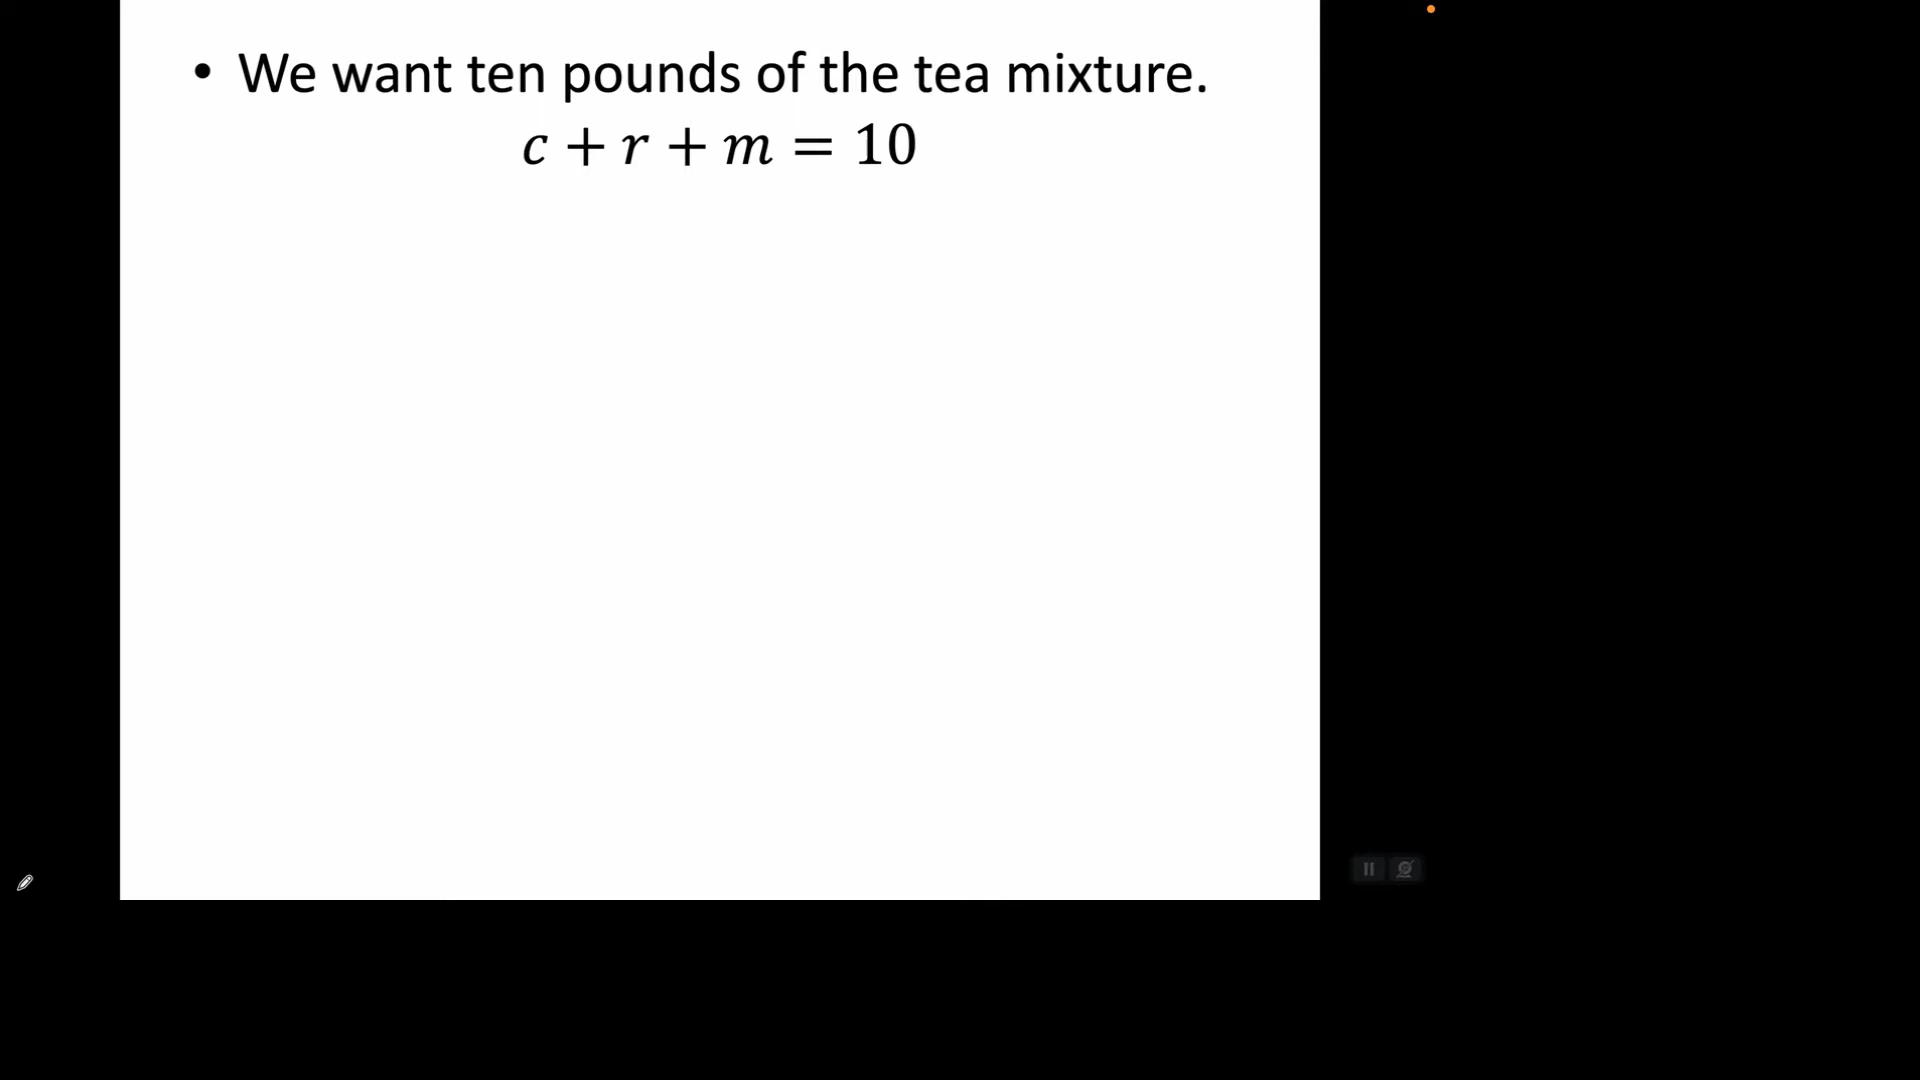 • We want ten pounds of the tea mixture.
c + r + m = 10